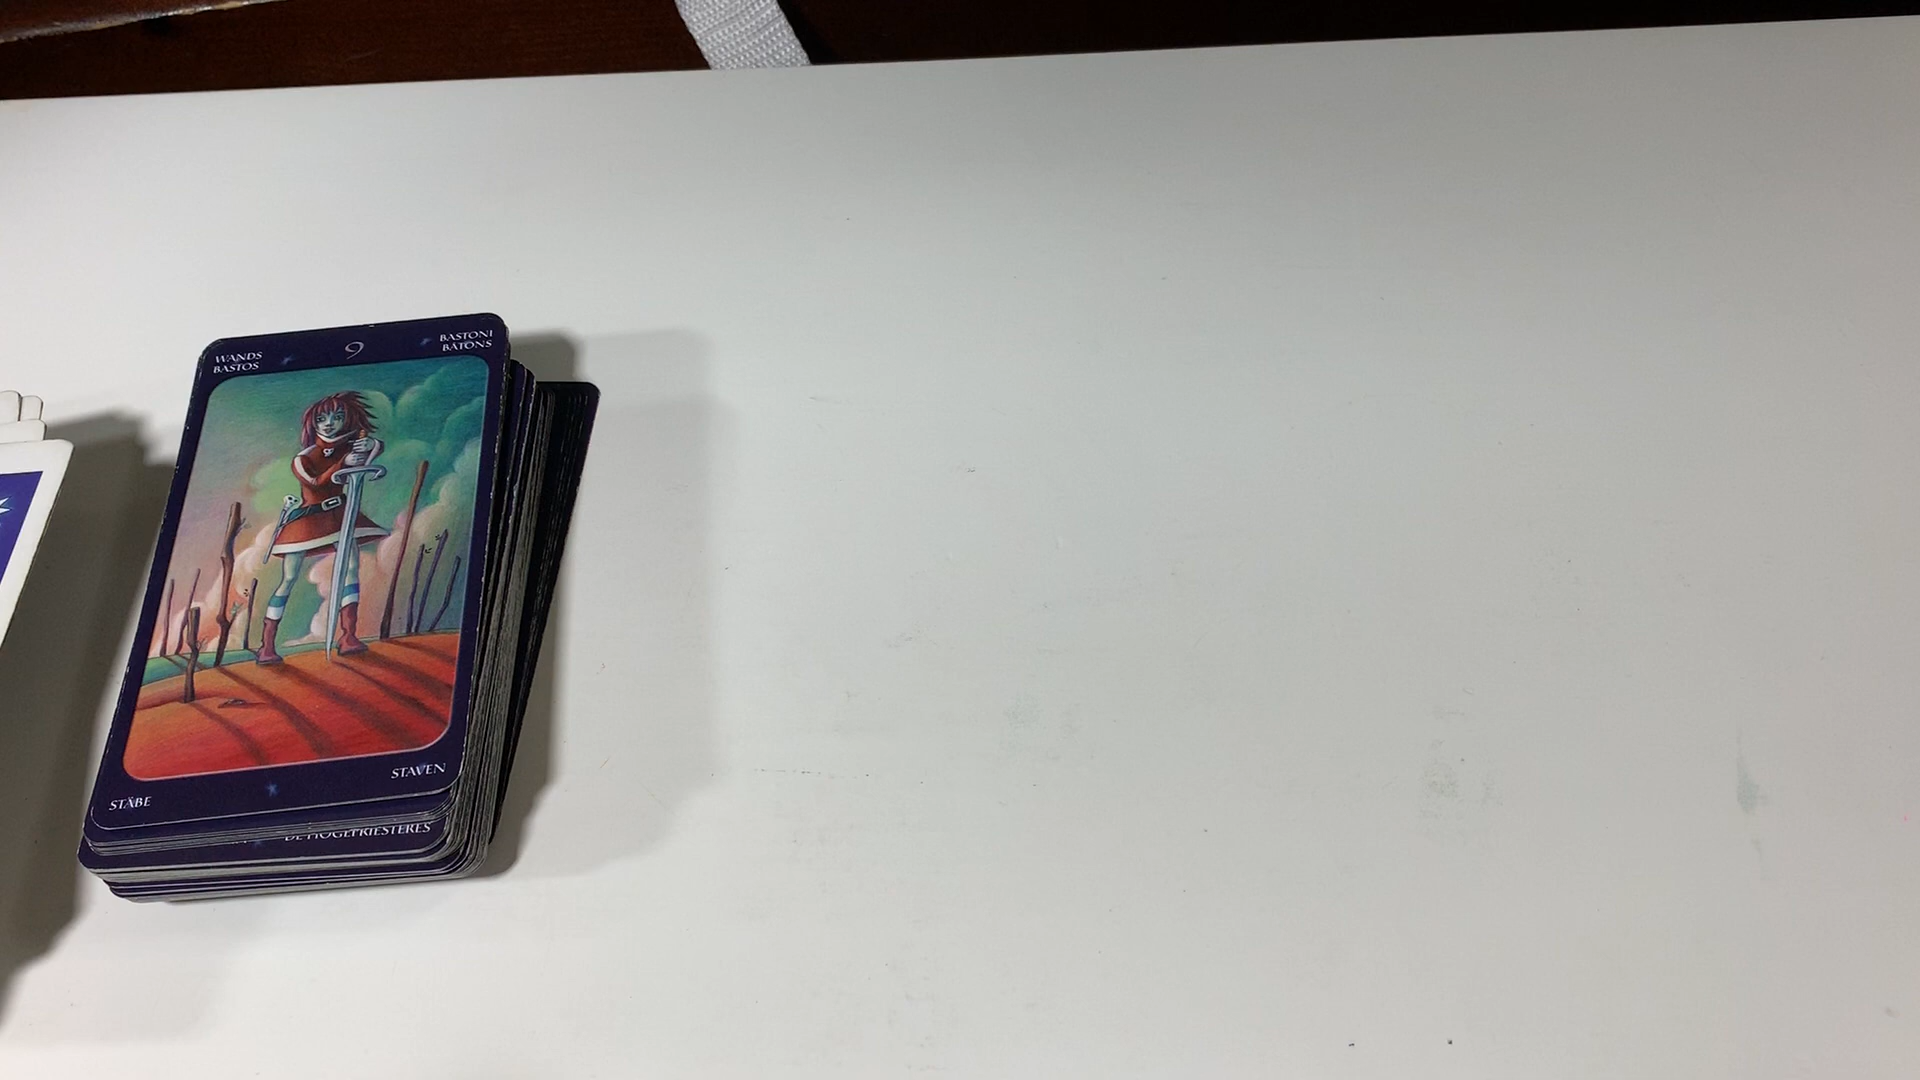 WANDS
BASTOS
9
BASTONI
BÂTONS
STÄBE
STAVEN
DE HOGEPRIESTERES